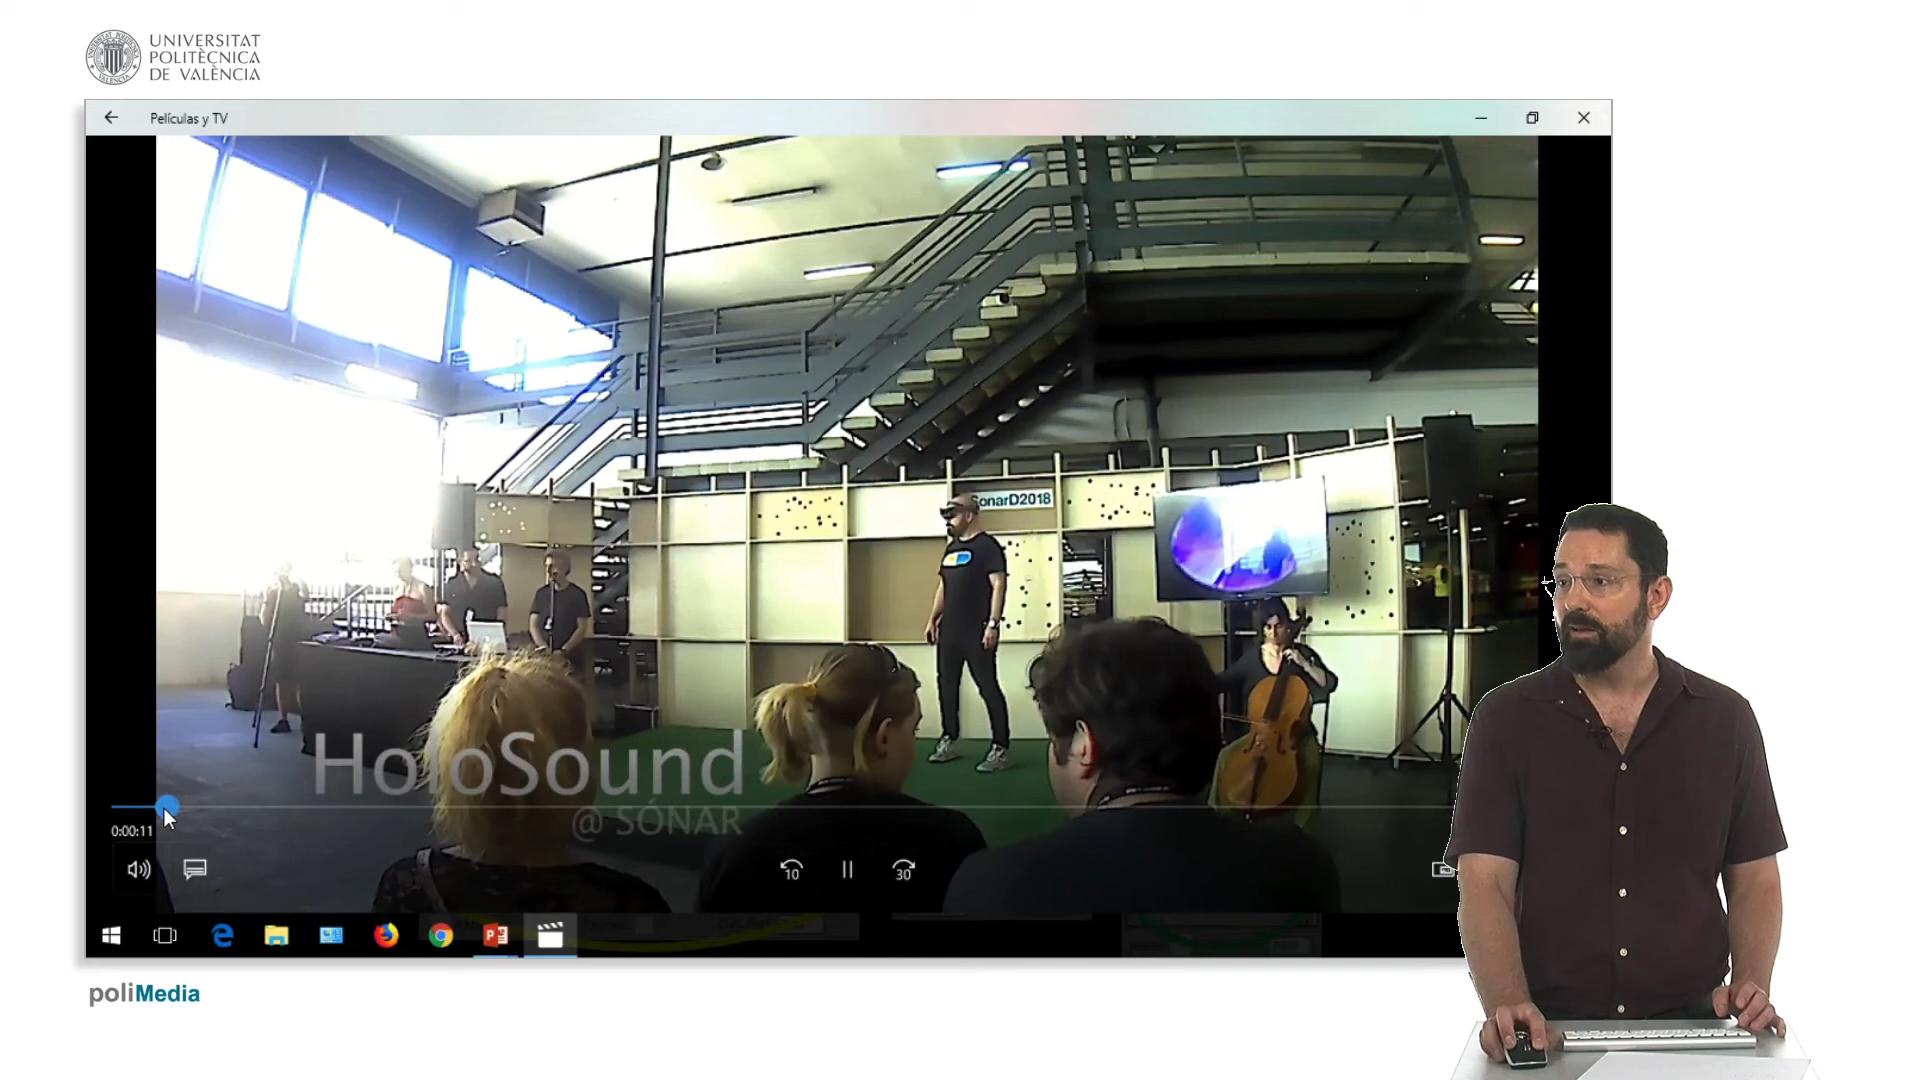 UNIVERSITAT
POLITÈCNICA
DE VALÈNCIA
Películas y TV
SonarD2018
HoloSound
@ SÓNAR
0:00:11
10
30
poliMedia